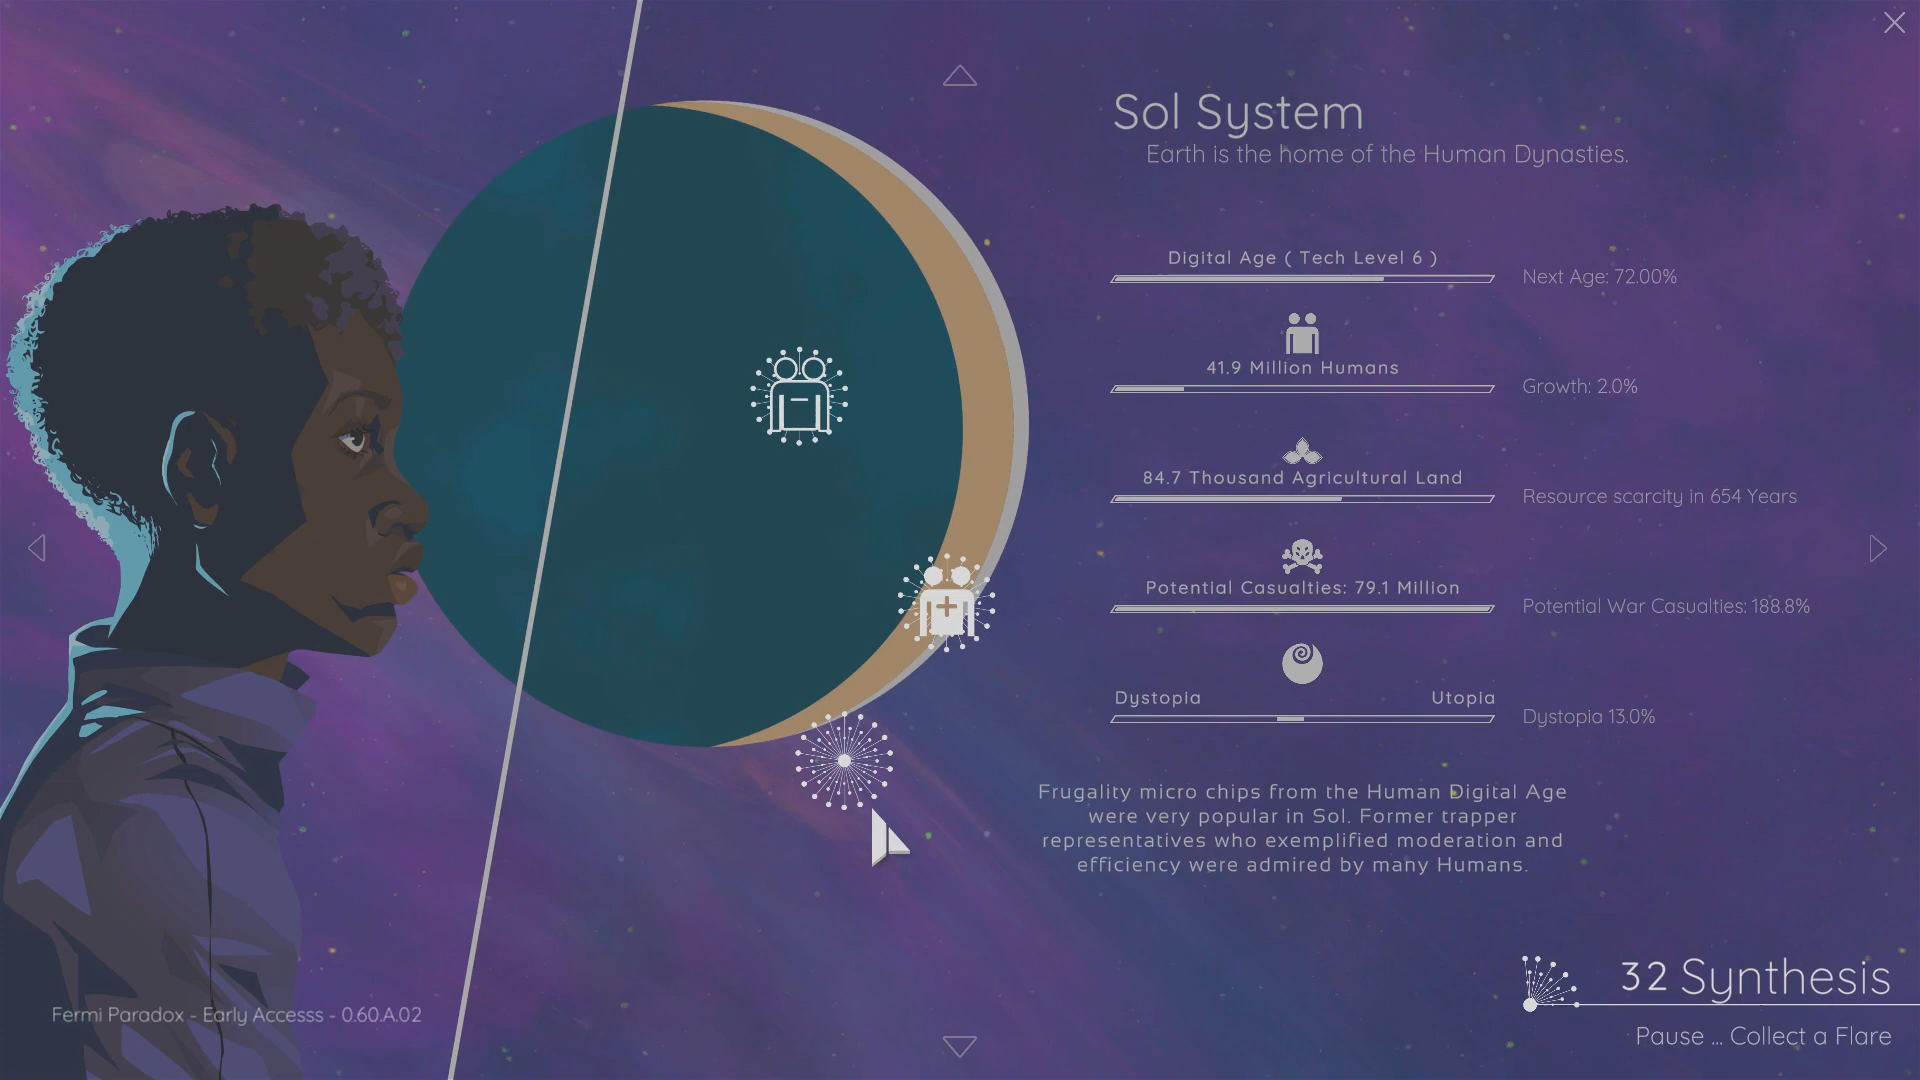 Sol System
Earth is the home of the Human Dynasties.
Digital Age ( Tech Level 6 )
Next Age: 72.00%
41.9 Million Humans
Growth: 2.0%
84.7 Thousand Agricultural Land
Resource scarcity in 654 Years
Potential Casualties: 79.1 Million
Potential War Casualties: 188.8%
Dystopia
Utopia
Dystopia 13.0%
Frugality micro chips from the Human Digital Age
were very popular in Sol. Former trapper
representatives who exemplified moderation and
efficiency were admired by many Humans.
32 Synthesis
Pause ... Collect a Flare
Fermi Paradox - Early Accesss - 0.60.A.02